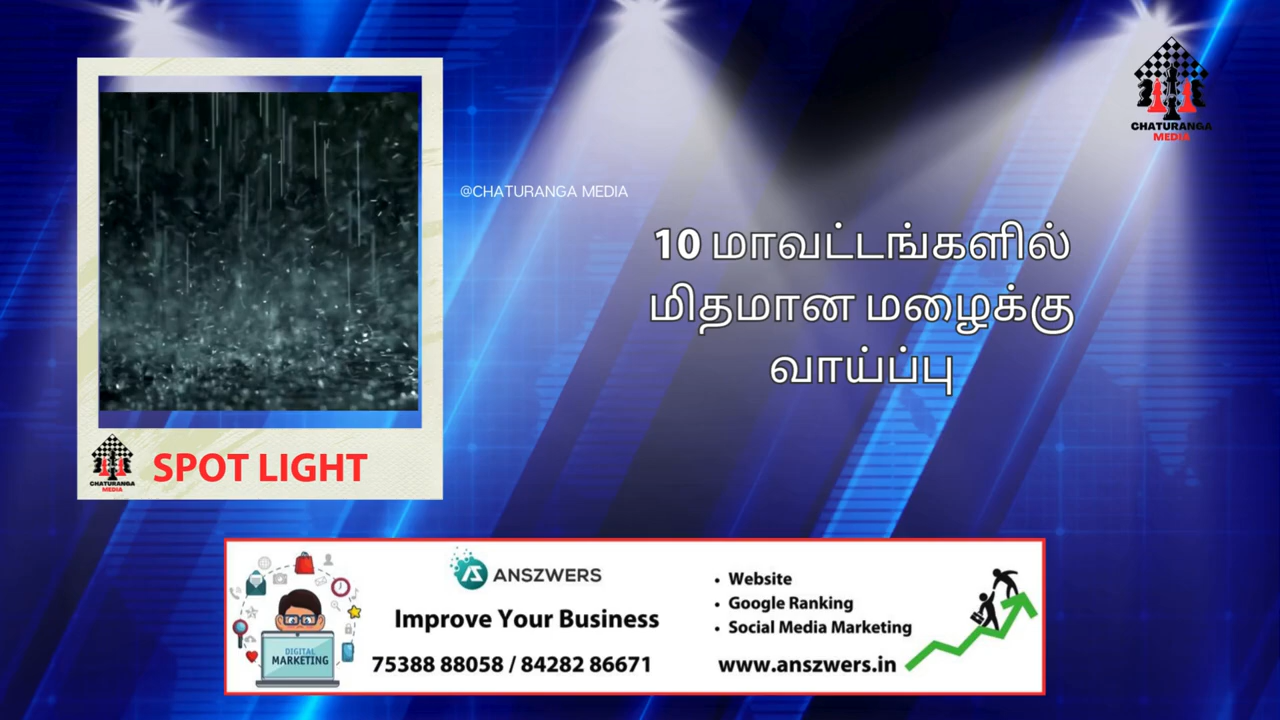 CHATURANGA
MEDIA
@CHATURANGA MEDIA
10 மாவட்டங்களில்
மிதமான மழைக்கு
வாய்ப்பு
CHATURANGA
MEDIA
SPOT LIGHT
ANSZWERS
Improve Your Business
75388 88058 / 84282 86671
DIGITAL
MARKETING
• Website
• Google Ranking
• Social Media Marketing
www.anszwers.in